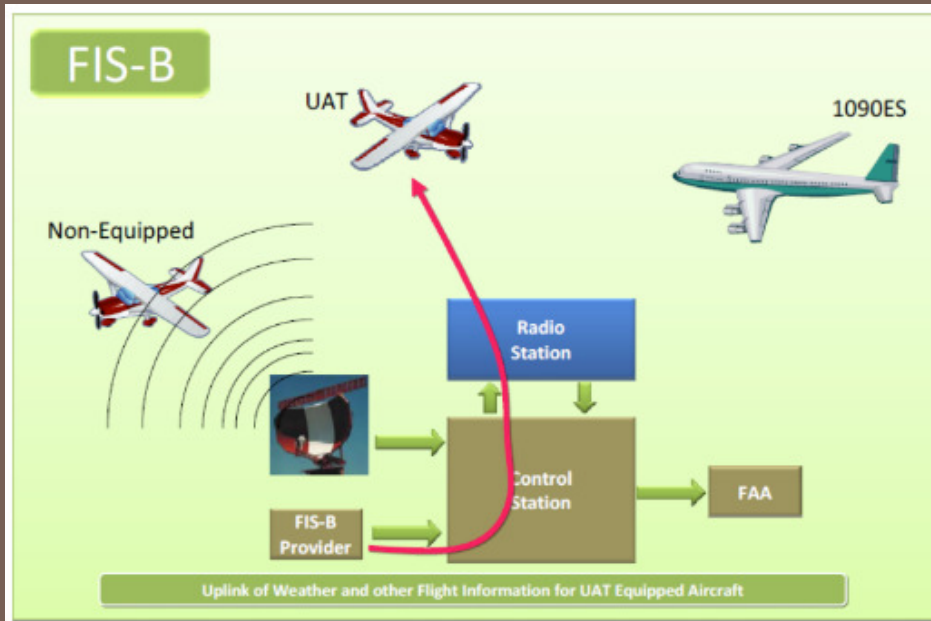 FIS-B
UAT
1090ES
Non-Equipped
Radio
Station
Control
Station
FAA
FIS-B
Provider
Uplink of Weather and other Flight Information for UAT Equipped Aircraft